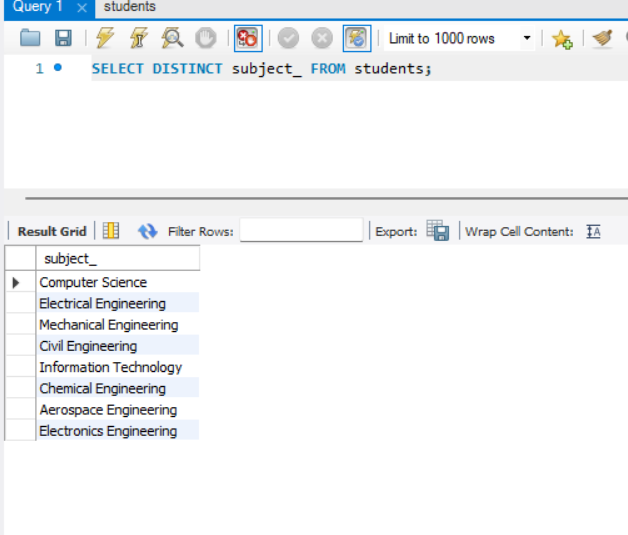 Query 1 students
Limit to 1000 rows
1 SELECT DISTINCT subject_ FROM students;
Result Grid Filter Rows: Export: Wrap Cell Content: IA
subject_
Computer Science
Electrical Engineering
Mechanical Engineering
Civil Engineering
Information Technology
Chemical Engineering
Aerospace Engineering
Electronics Engineering